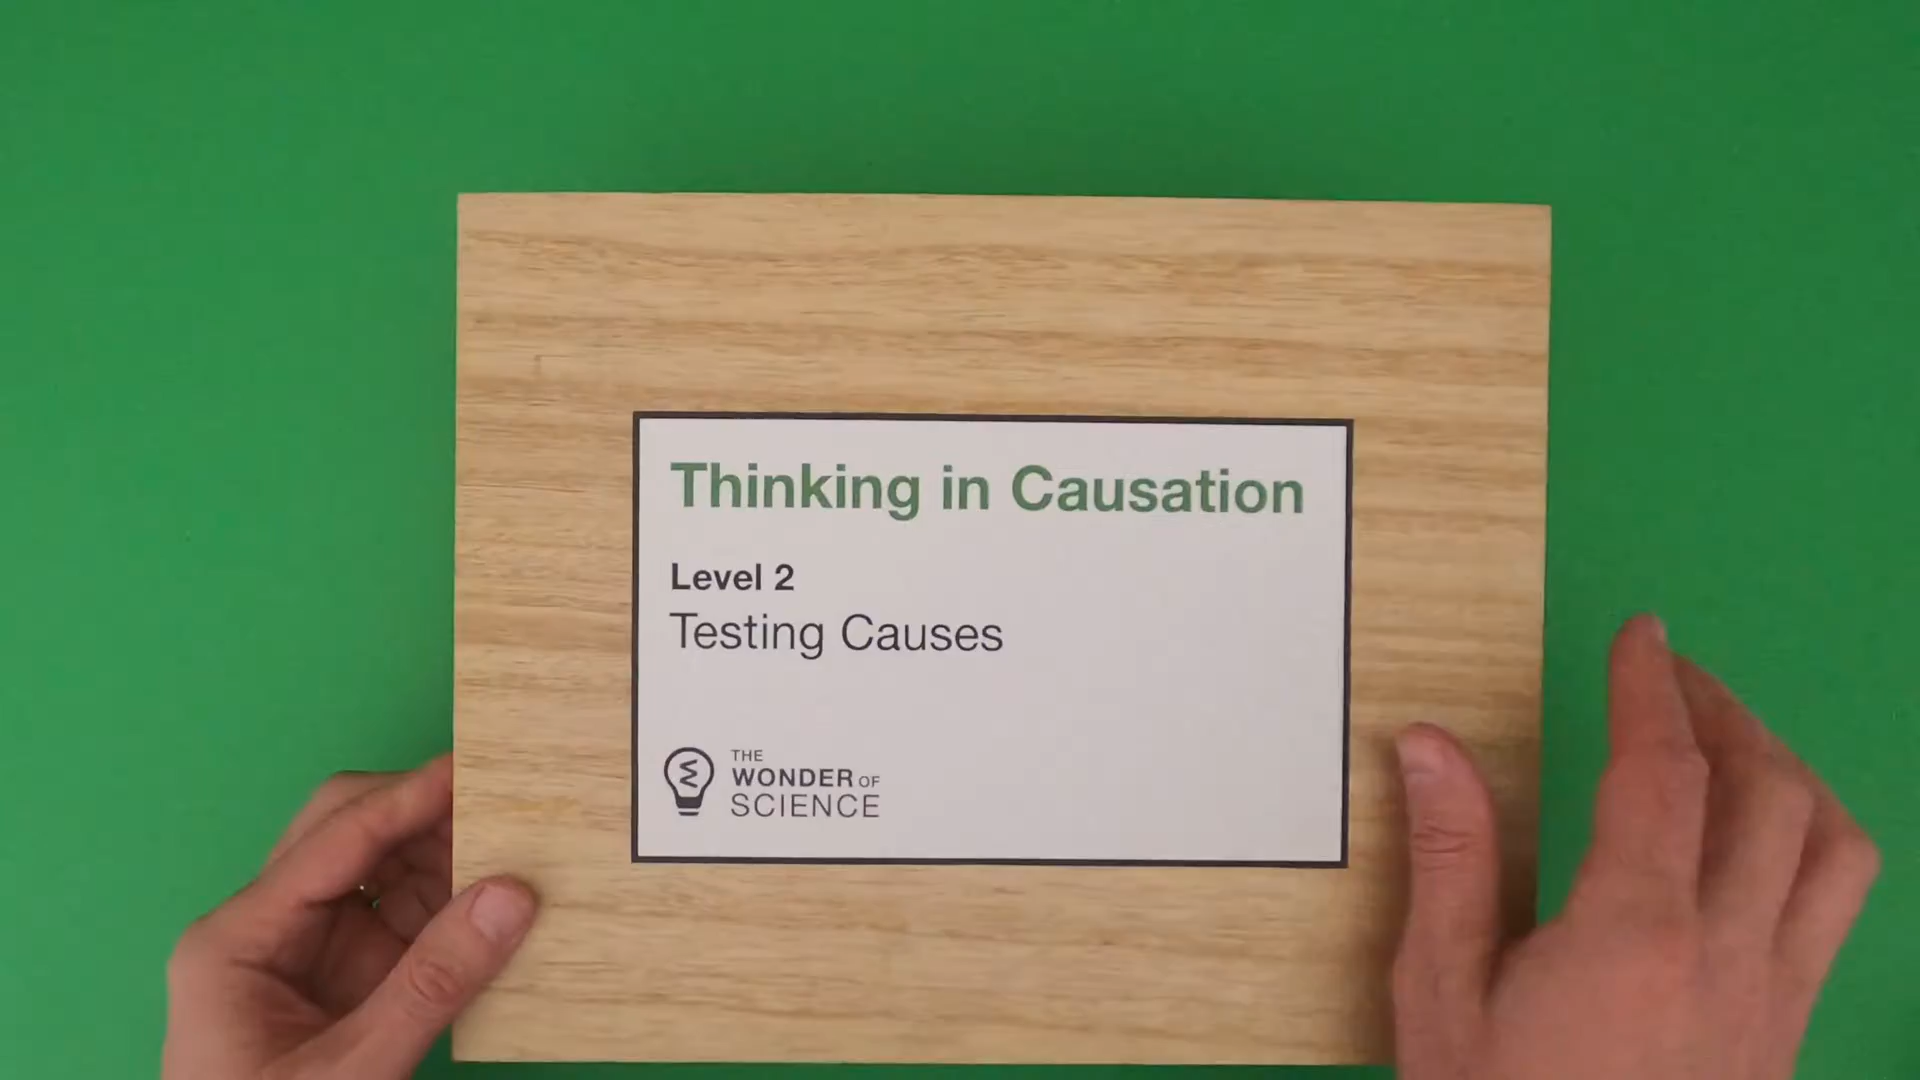 Thinking in Causation
Level 2
Testing Causes
THE
WONDER OF
SCIENCE